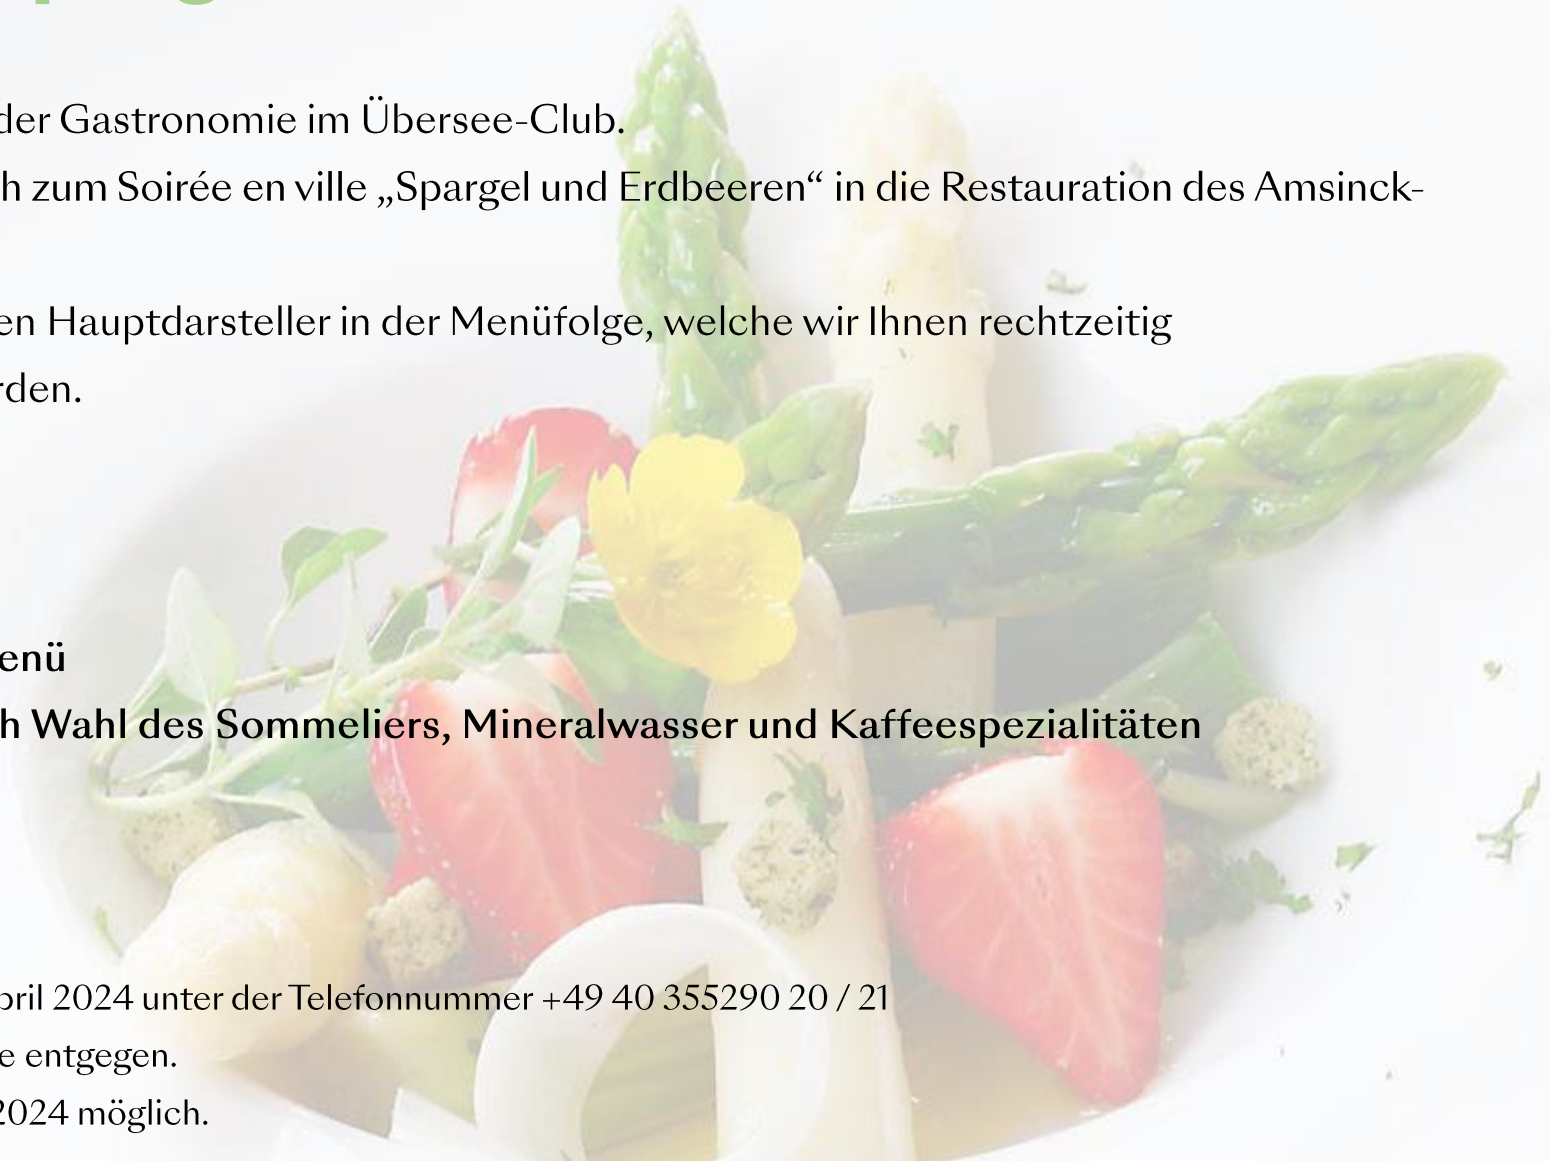 der Gastronomie im Übersee-Club.
h zum Soirée en ville „Spargel und Erdbeeren“ in die Restauration des Amsinck-
en Hauptdarsteller in der Menüfolge, welche wir Ihnen rechtzeitig
rden.
enü
h Wahl des Sommeliers, Mineralwasser und Kaffeespezialitäten
pril 2024 unter der Telefonnummer +49 40 355290 20 / 21
e entgegen.
2024 möglich.